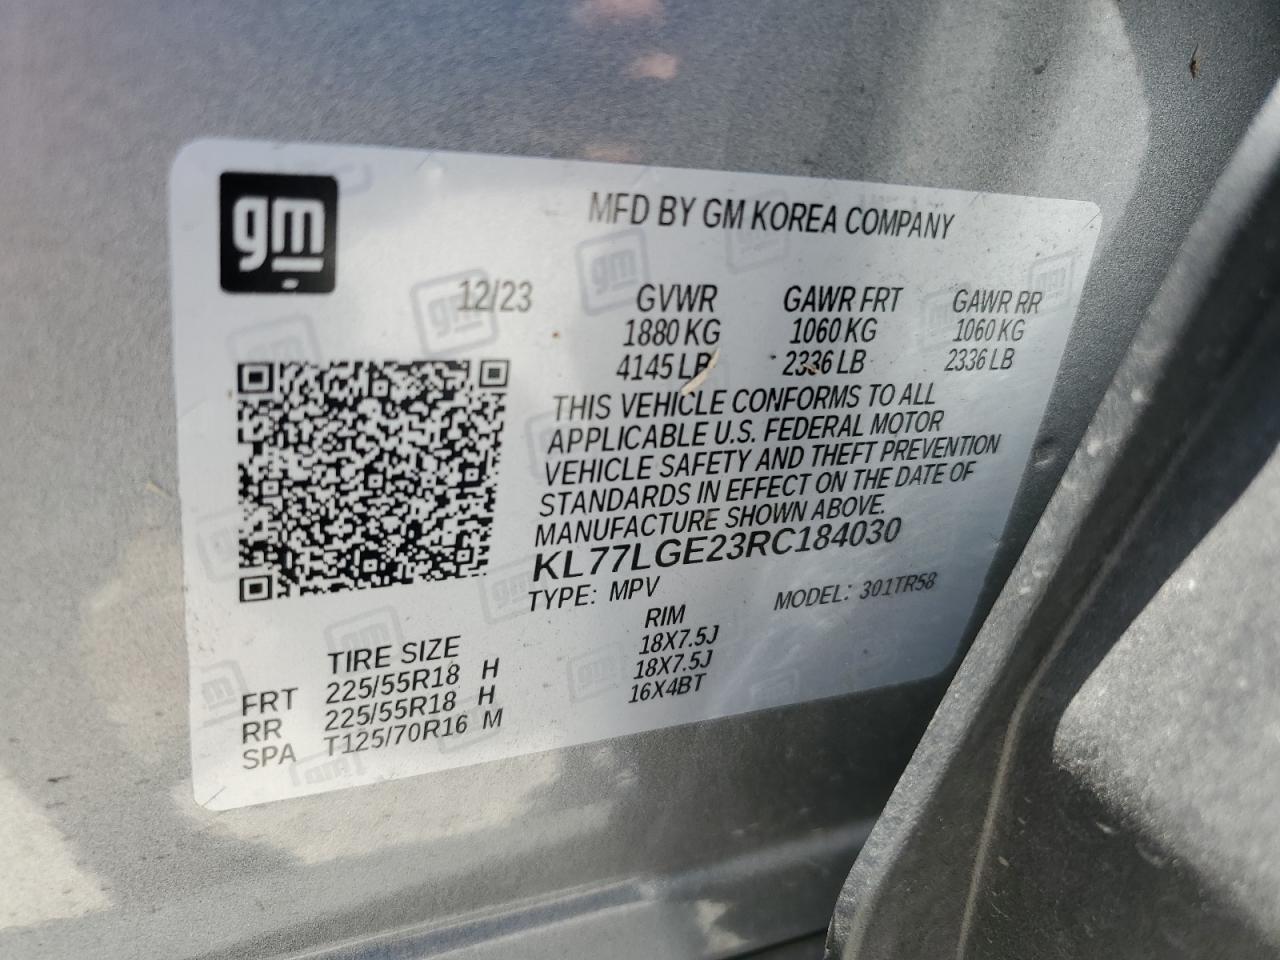 gm
MFD BY GM KOREA COMPANY
12/23 GVWR GAWR FRT GAWR RR
1880 KG 1060 KG 1060 KG
4145 LB 2336 LB 2336 LB
THIS VEHICLE CONFORMS TO ALL
APPLICABLE U.S. FEDERAL MOTOR
VEHICLE SAFETY AND THEFT PREVENTION
STANDARDS IN EFFECT ON THE DATE OF
MANUFACTURE SHOWN ABOVE.
KL77LGE23RC184030
TYPE: MPV MODEL: 301TR58
TIRE SIZE RIM
FRT 225/55R18 H 18X7.5J
RR 225/55R18 H 18X7.5J
SPA T125/70R16 M 16X4BT